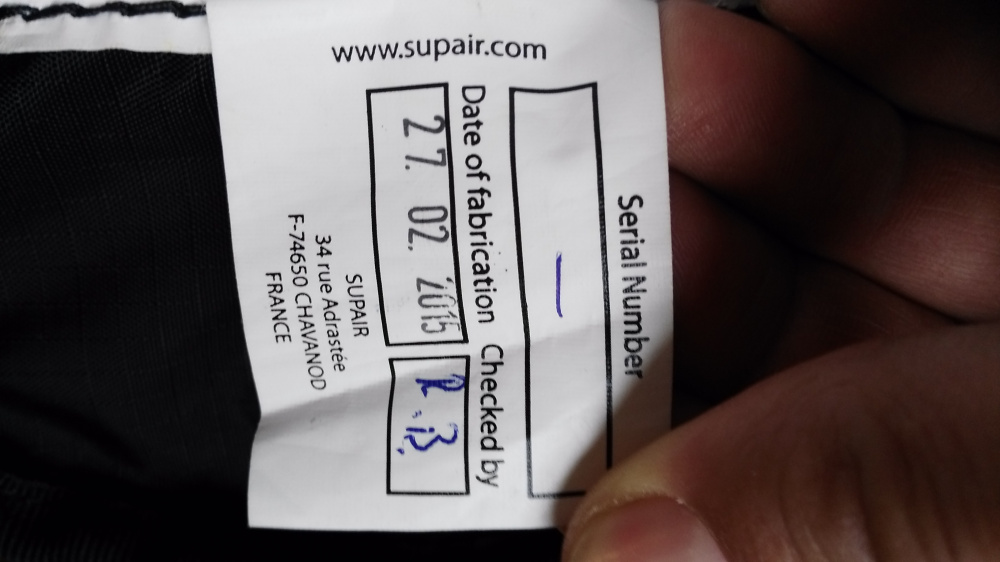 Serial Number
—
Date of fabrication Checked by
27. 02. 2015 R.B.
SUPAIR
34 rue Adrastée
F-74650 CHAVANOD
FRANCE
www.supair.com